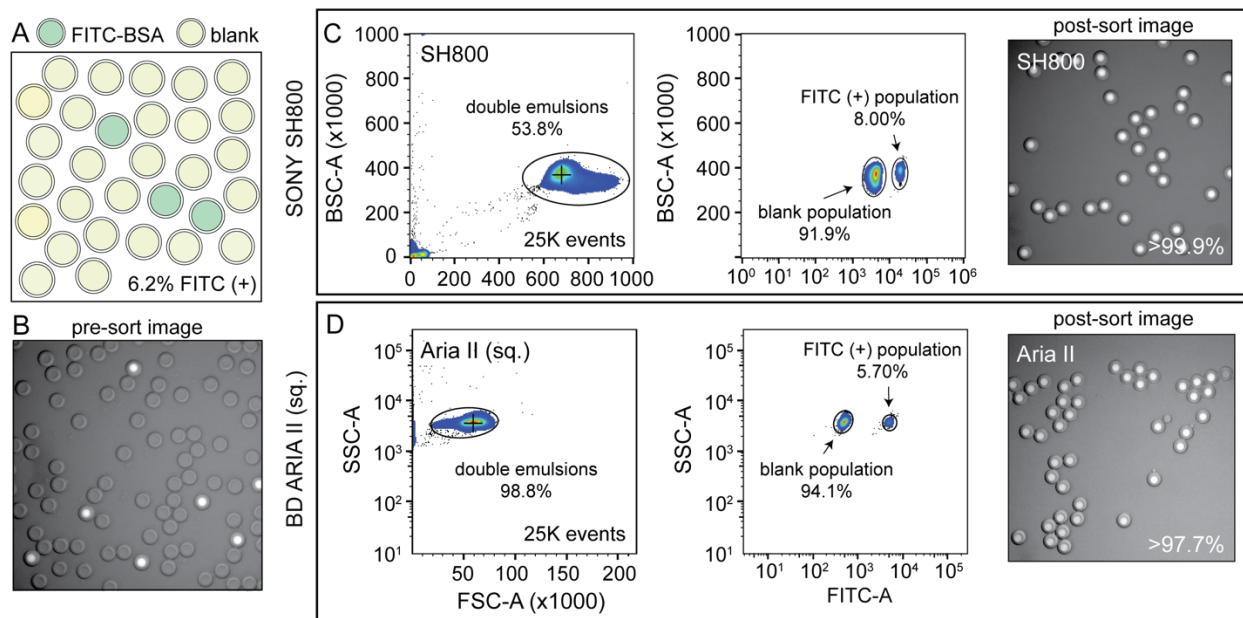 A
FITC-BSA
blank
6.2% FITC (+)
B
pre-sort image
SONY SH800
C
BSC-A (x1000)
1000
800
600
400
200
0
SH800
double emulsions
53.8%
25K events
0 200 400 600 800 1000
BSC-A (x1000)
1000
800
600
400
200
FITC (+) population
8.00%
blank population
91.9%
10⁰ 10¹ 10² 10³ 10⁴ 10⁵ 10⁶
post-sort image
SH800
>99.9%
BD ARIA II (sq.)
D
SSC-A
10⁵
10⁴
10³
10²
10¹
Aria II (sq.)
double emulsions
98.8%
25K events
50 100 150 200
FSC-A (x1000)
SSC-A
10⁵
10⁴
10³
10²
10¹
FITC (+) population
5.70%
blank population
94.1%
10¹ 10² 10³ 10⁴ 10⁵
FITC-A
post-sort image
Aria II
>97.7%